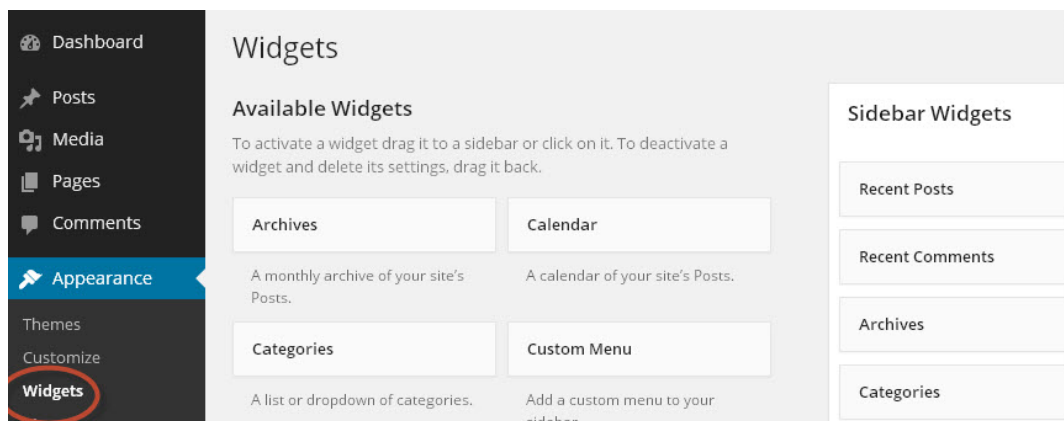 Dashboard
Posts
Media
Pages
Comments
Appearance
Themes
Customize
Widgets
Widgets
Available Widgets
To activate a widget drag it to a sidebar or click on it. To deactivate a
widget and delete its settings, drag it back.
Archives
A monthly archive of your site's
Posts.
Calendar
A calendar of your site's Posts.
Categories
A list or dropdown of categories.
Custom Menu
Add a custom menu to your
sidebar.
Sidebar Widgets
Recent Posts
Recent Comments
Archives
Categories